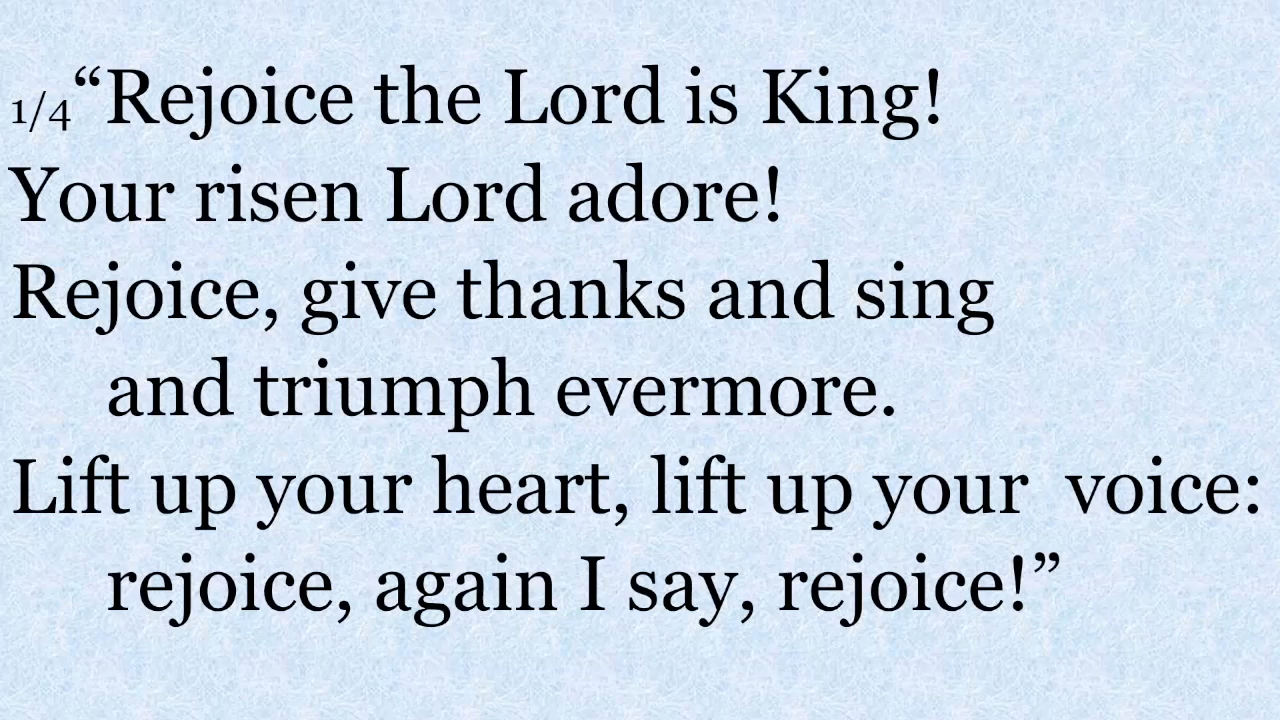 1/4“Rejoice the Lord is King!
Your risen Lord adore!
Rejoice, give thanks and sing
and triumph evermore.
Lift up your heart, lift up your voice:
rejoice, again I say, rejoice!”